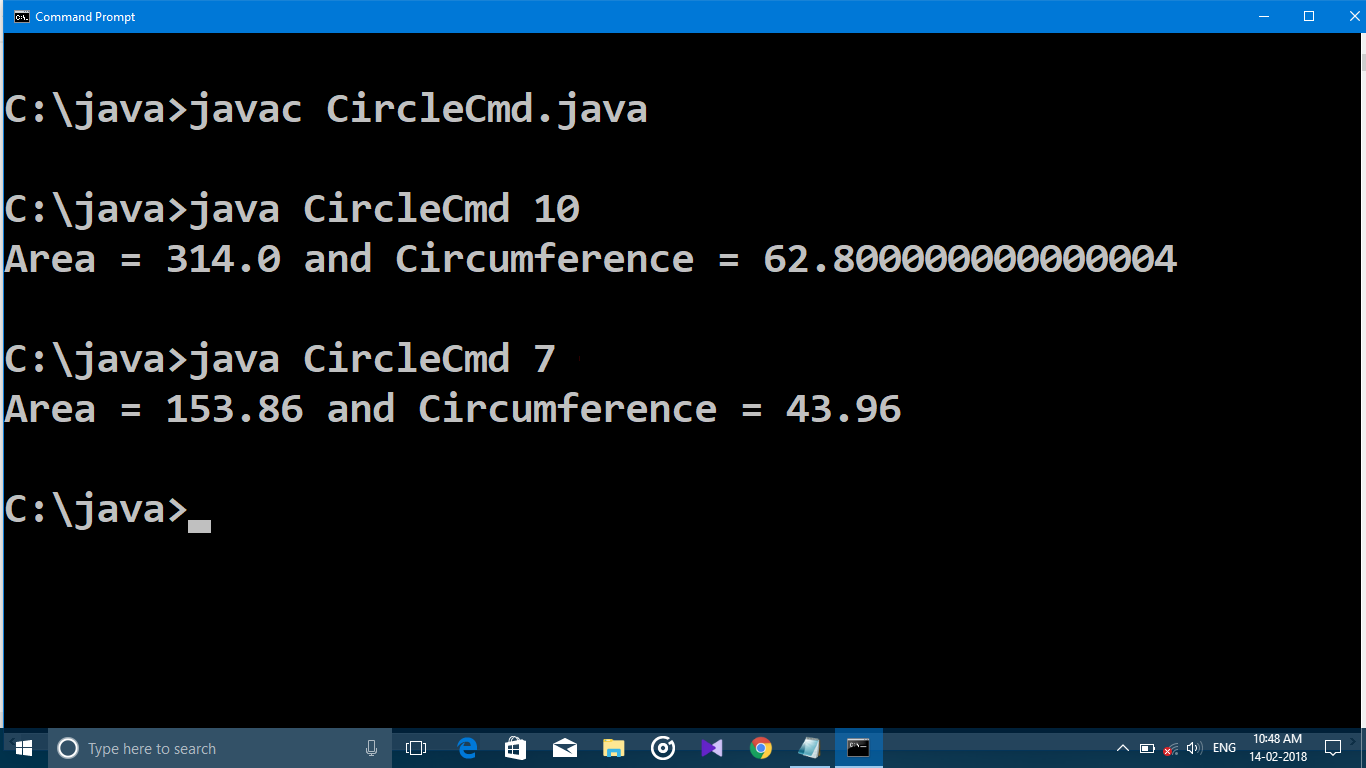 Command Prompt
C:\java>javac CircleCmd.java
C:\java>java CircleCmd 10
Area = 314.0 and Circumference = 62.800000000000004
C:\java>java CircleCmd 7
Area = 153.86 and Circumference = 43.96
C:\java>
Type here to search
ENG
10:48 AM
14-02-2018